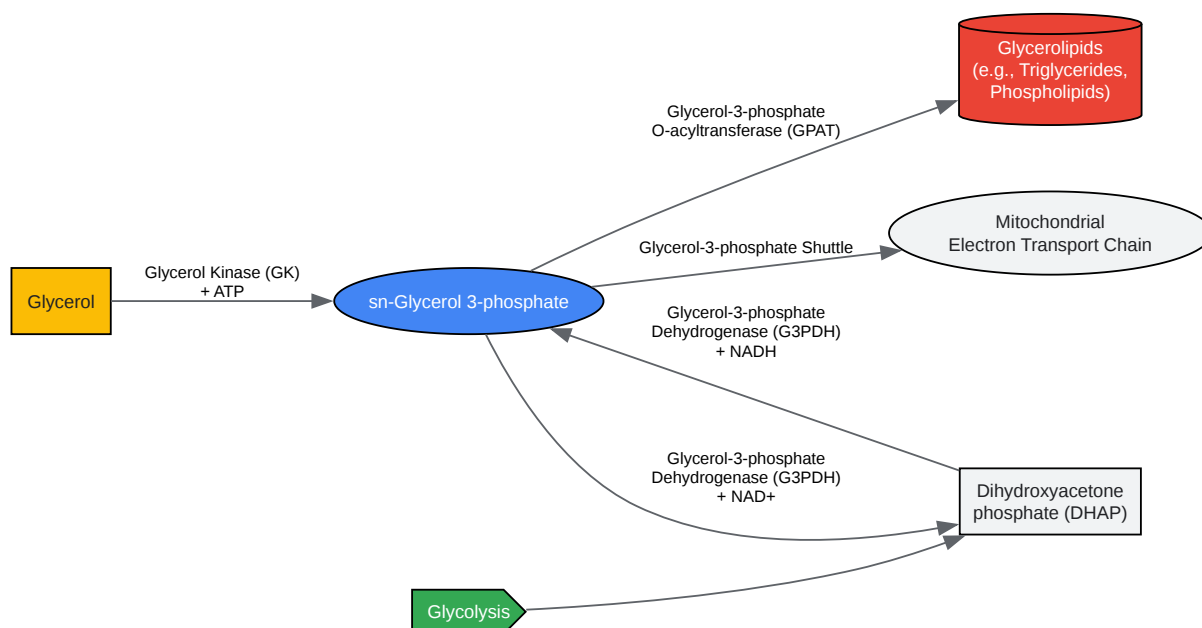 Glycerolipids
(e.g., Triglycerides,
Phospholipids)
Glycerol-3-phosphate
O-acyltransferase (GPAT)
Mitochondrial
Electron Transport Chain
Glycerol-3-phosphate Shuttle
Glycerol Kinase (GK)
+ ATP
Glycerol
sn-Glycerol 3-phosphate
Glycerol-3-phosphate
Dehydrogenase (G3PDH)
+ NADH
Glycerol-3-phosphate
Dehydrogenase (G3PDH)
+ NAD+
Dihydroxyacetone
phosphate (DHAP)
Glycolysis